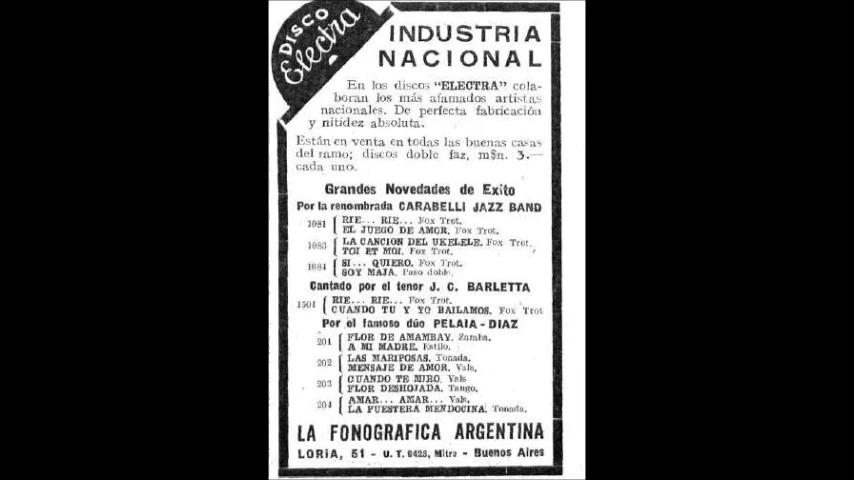 DISCO
Electra
INDUSTRIA
NACIONAL
En los discos "ELECTRA" cola-
boran los más afamados artistas
nacionales. De perfecta fabricación
y nitidez absoluta.
Están en venta en todas las buenas casas
del ramo; discos doble faz, m$n. 3.—
cada uno.
Grandes Novedades de Exito
Por la renombrada CARABELLI JAZZ BAND
1081 { RIE... RIE... Fox Trot.
EL JUEGO DE AMOR. Fox Trot.
1083 { LA CANCION DEL UKELELE. Fox Trot.
TOI ET MOI. Fox Trot.
1084 { SI... QUIERO. Fox Trot.
SOY MAJA. Paso doble.
Cantado por el tenor J. C. BARLETTA
1501 { RIE... RIE... Fox Trot.
CUANDO TU Y YO BAILAMOS. Fox Trot
Por el famoso dúo PELAIA - DIAZ
201 { FLOR DE AMAMBAY. Zamba.
A MI MADRE. Estilo.
202 { LAS MARIPOSAS. Tonada.
MENSAJE DE AMOR. Vals.
203 { CUANDO TE MIRO. Vals
FLOR DESHOJADA. Tango.
204 { AMAR... AMAR... Vals.
LA PUESTERA MENDOCINA. Tonada.
LA FONOGRAFICA ARGENTINA
LORIA, 51 - U. T. 9423, Mitre - Buenos Aires